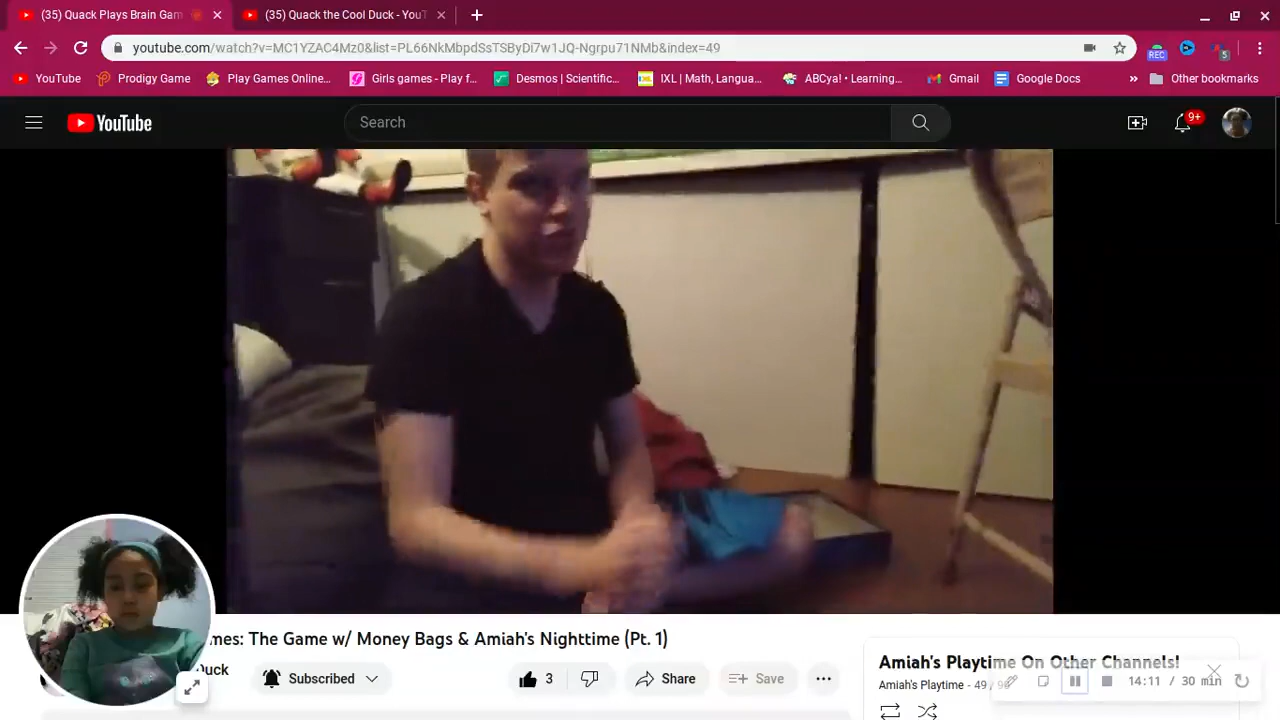 (35) Quack Plays Brain Gam
(35) Quack the Cool Duck - YouT
youtube.com/watch?v=MC1YZAC4Mz0&list=PL66NkMbpdSsTSByDi7w1JQ-Ngrpu71NMb&index=49
REC
5
YouTube
Prodigy Game
Play Games Online...
Girls games - Play f...
Desmos | Scientific...
IXL | Math, Langua...
ABCya! • Learning...
Gmail
Google Docs
»
Other bookmarks
YouTube
Search
9+
mes: The Game w/ Money Bags & Amiah's Nighttime (Pt. 1)
Duck
Subscribed
3
Share
Save
Amiah's Playtime On Other Channels!
Amiah's Playtime - 49 / 9
14:11 / 30 min